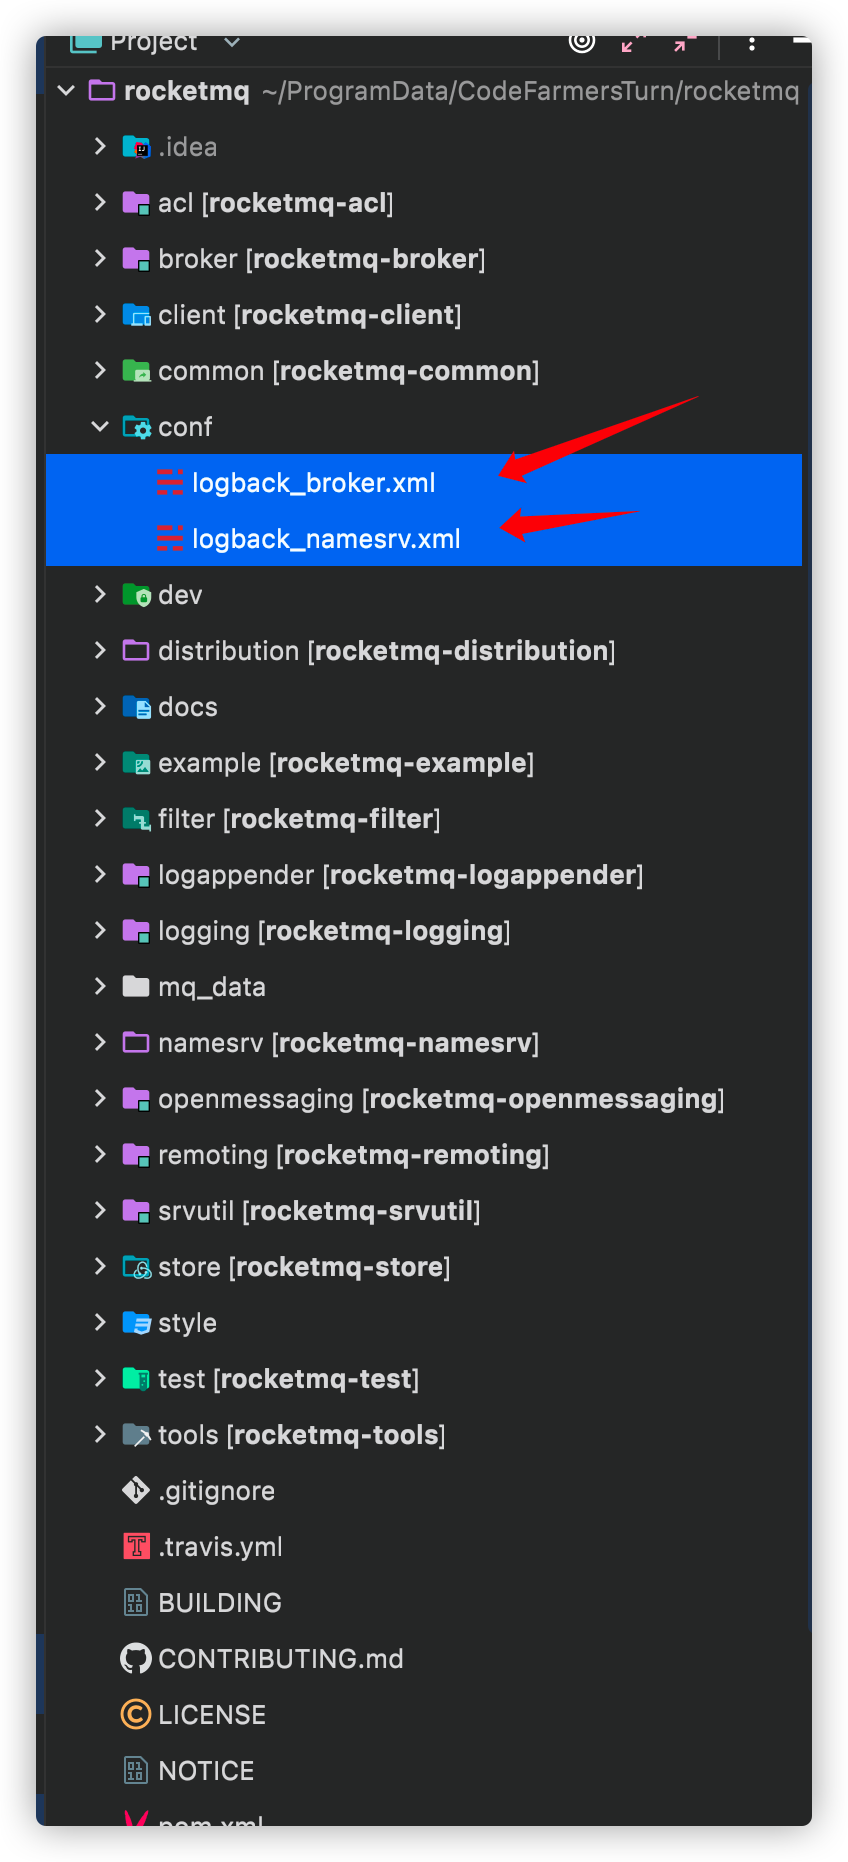 Project
rocketmq ~/ProgramData/CodeFarmersTurn/rocketmq
.idea
acl [rocketmq-acl]
broker [rocketmq-broker]
client [rocketmq-client]
common [rocketmq-common]
conf
logback_broker.xml
logback_namesrv.xml
dev
distribution [rocketmq-distribution]
docs
example [rocketmq-example]
filter [rocketmq-filter]
logappender [rocketmq-logappender]
logging [rocketmq-logging]
mq_data
namesrv [rocketmq-namesrv]
openmessaging [rocketmq-openmessaging]
remoting [rocketmq-remoting]
srvutil [rocketmq-srvutil]
store [rocketmq-store]
style
test [rocketmq-test]
tools [rocketmq-tools]
.gitignore
.travis.yml
BUILDING
CONTRIBUTING.md
LICENSE
NOTICE
pom.xml